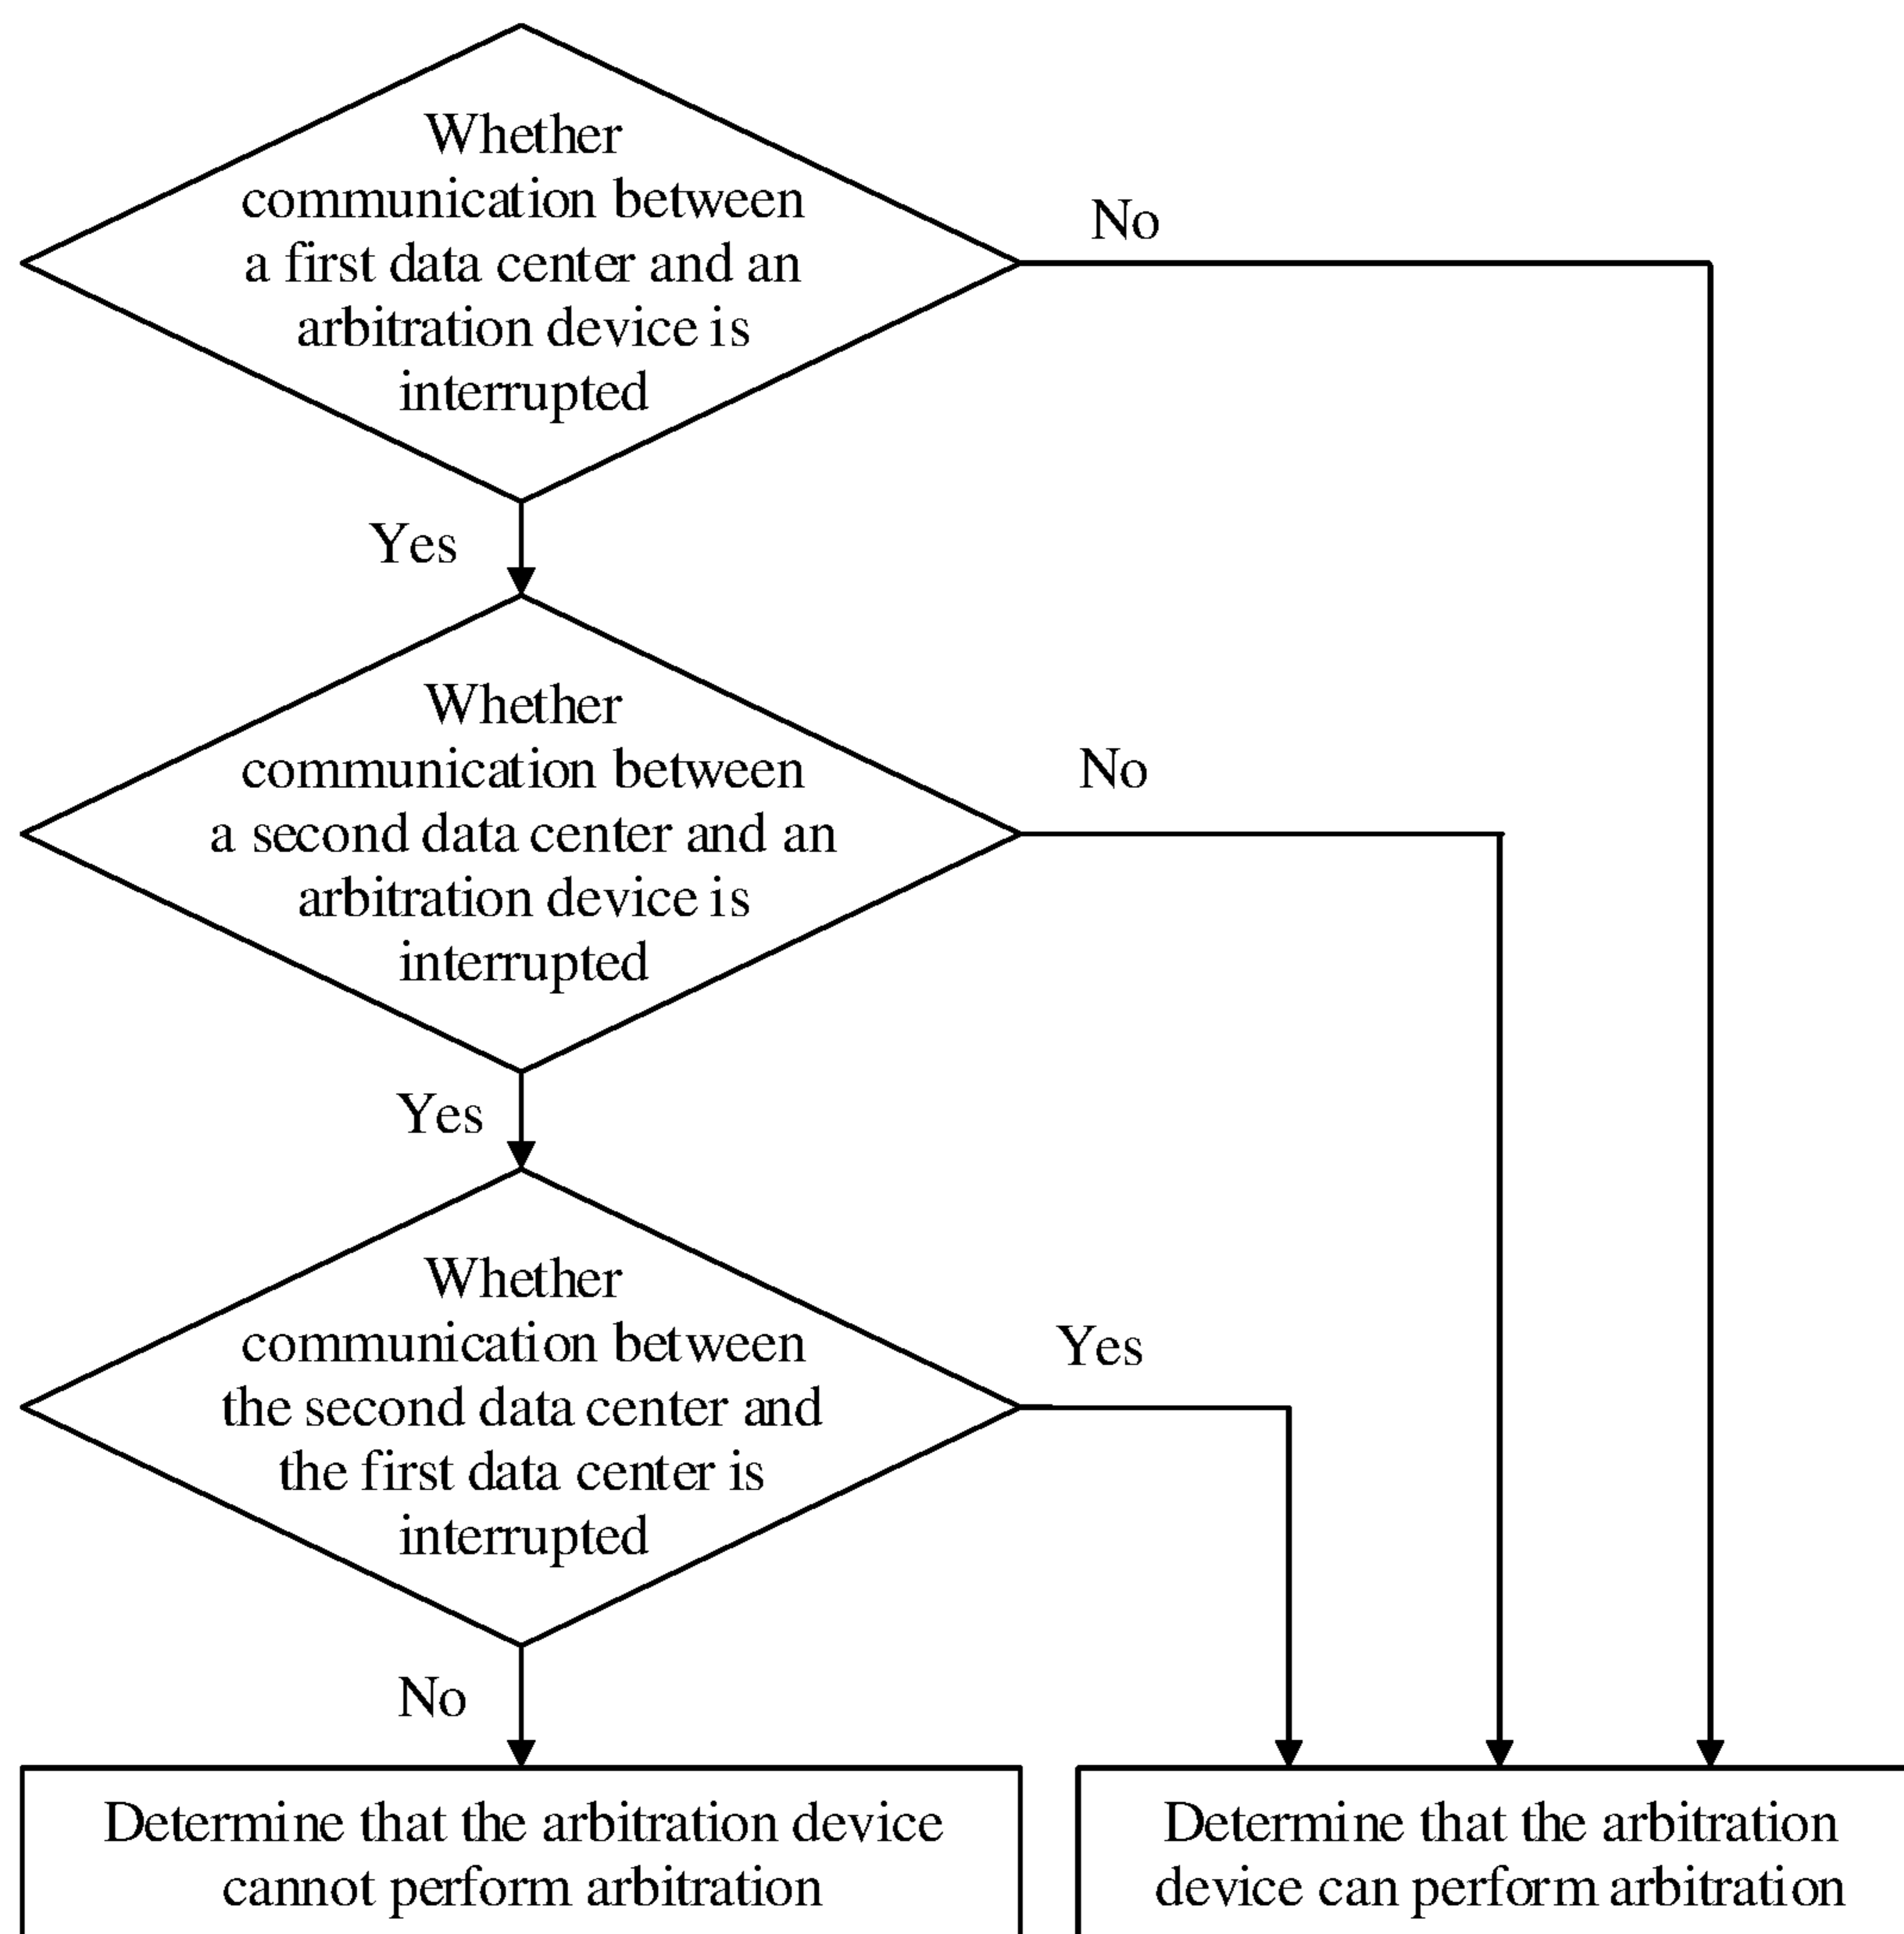 Whether
communication between
a first data center and an
arbitration device is
interrupted
No
Yes
Whether
communication between
a second data center and an
arbitration device is
interrupted
No
Yes
Whether
communication between
the second data center and
the first data center is
interrupted
Yes
No
Determine that the arbitration device
cannot perform arbitration
Determine that the arbitration
device can perform arbitration